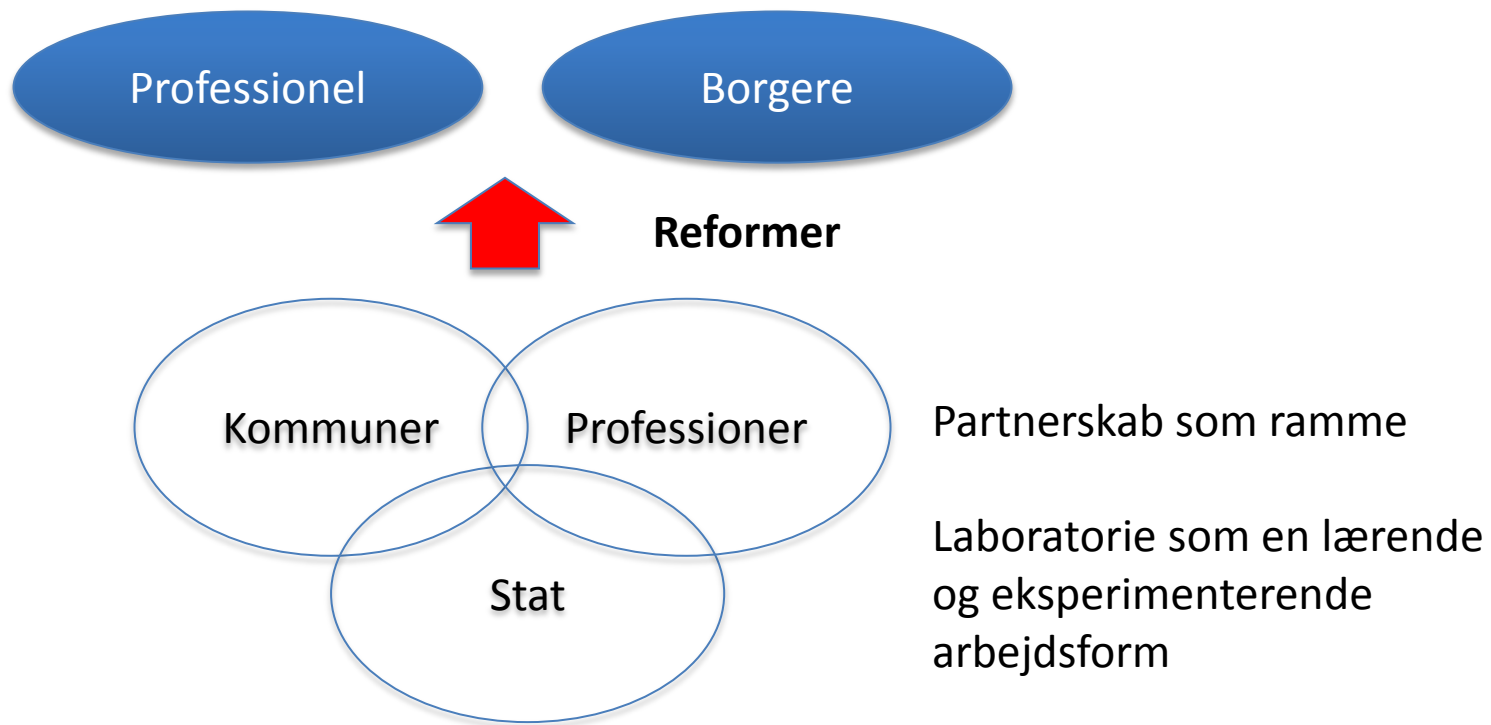 Professionel
Borgere
Reformer
Kommuner
Professioner
Stat
Partnerskab som ramme
Laboratorie som en lærende
og eksperimenterende
arbejdsform